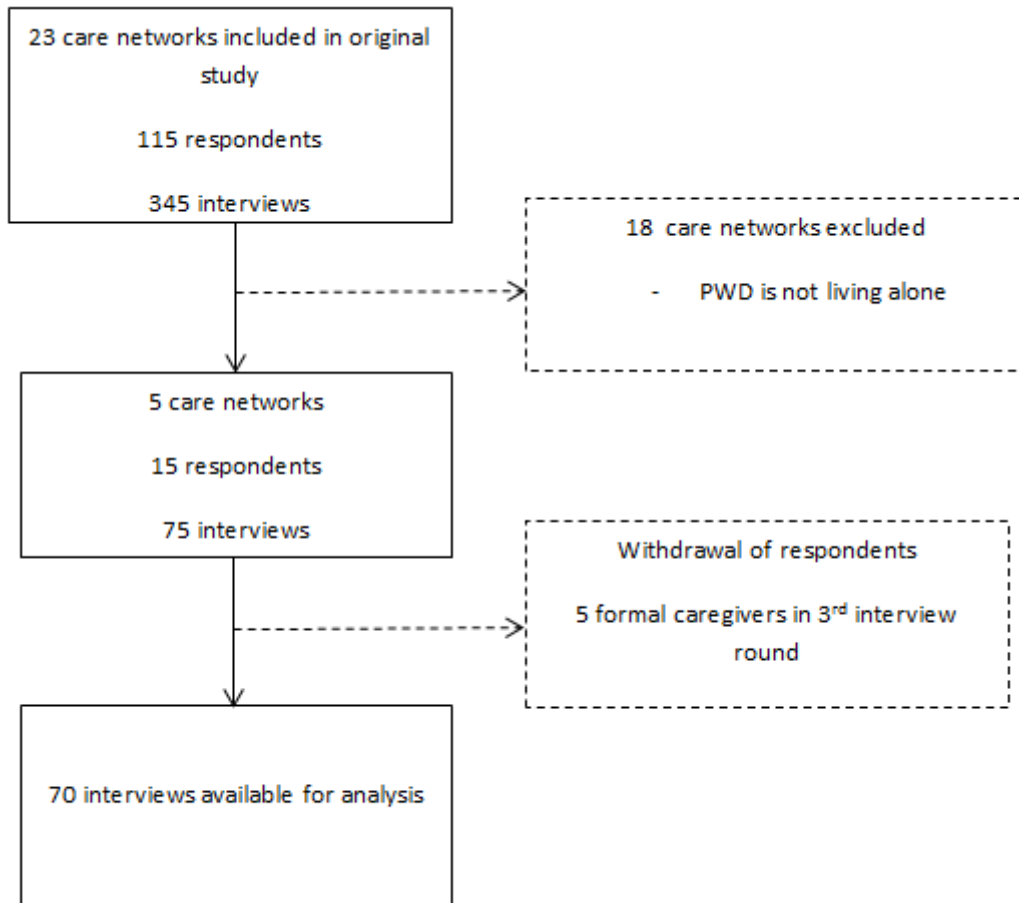 23 care networks included in original
study
115 respondents
345 interviews
18 care networks excluded
- PWD is not living alone
5 care networks
15 respondents
75 interviews
Withdrawal of respondents
5 formal caregivers in 3rd interview
round
70 interviews available for analysis